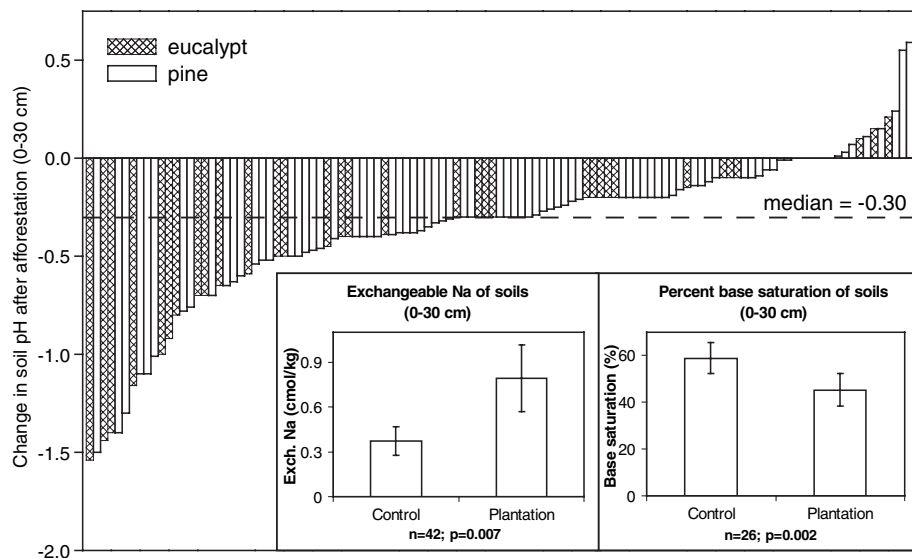 Change in soil pH after afforestation (0-30 cm)
0.5
0.0
-0.5
-1.0
-1.5
-2.0
eucalypt
pine
median = -0.30
Exchangeable Na of soils
(0-30 cm)
Exch. Na (cmol/kg)
0.9
0.6
0.3
0
Control
Plantation
n=42; p=0.007
Percent base saturation of soils
(0-30 cm)
Base saturation (%)
60
40
20
0
Control
Plantation
n=26; p=0.002